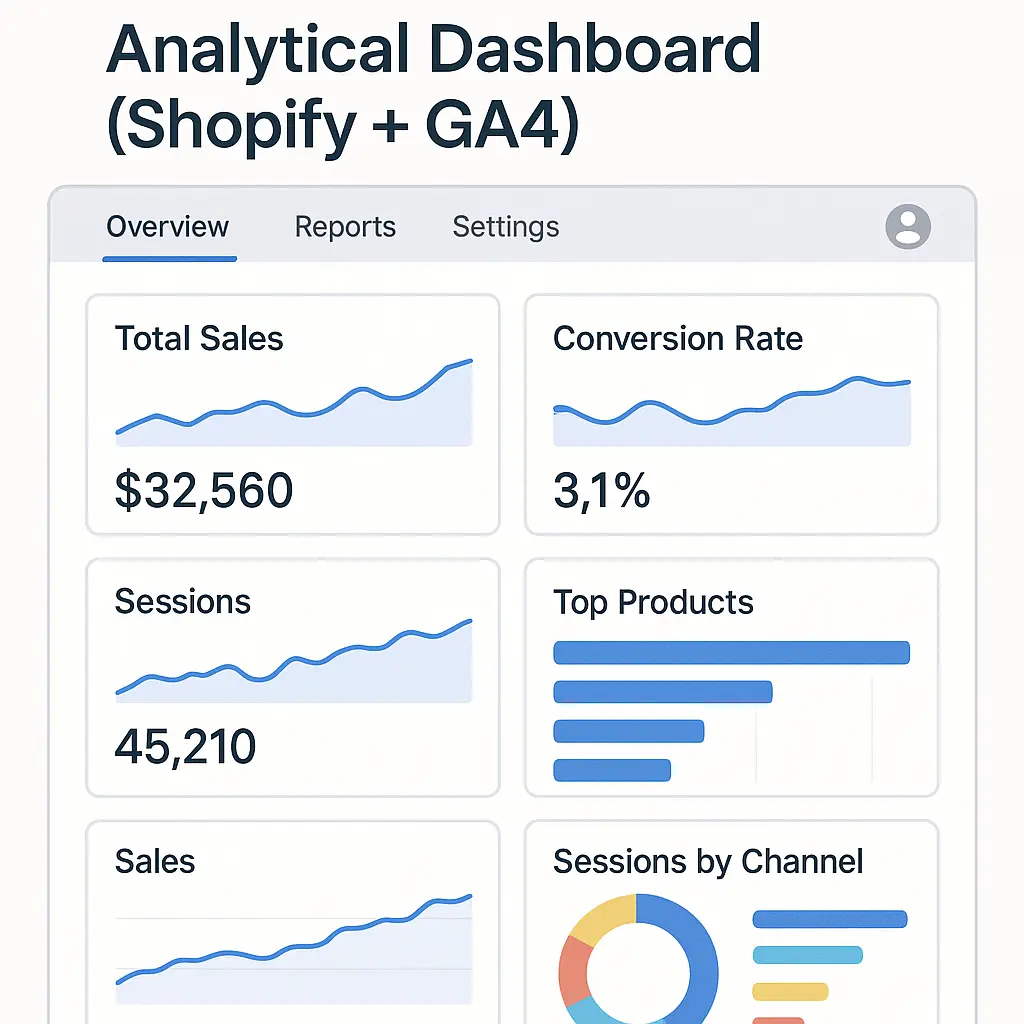 Analytical Dashboard
(Shopify + GA4)
Overview Reports Settings
Total Sales
$32,560
Conversion Rate
3,1%
Sessions
45,210
Top Products
Sales
Sessions by Channel